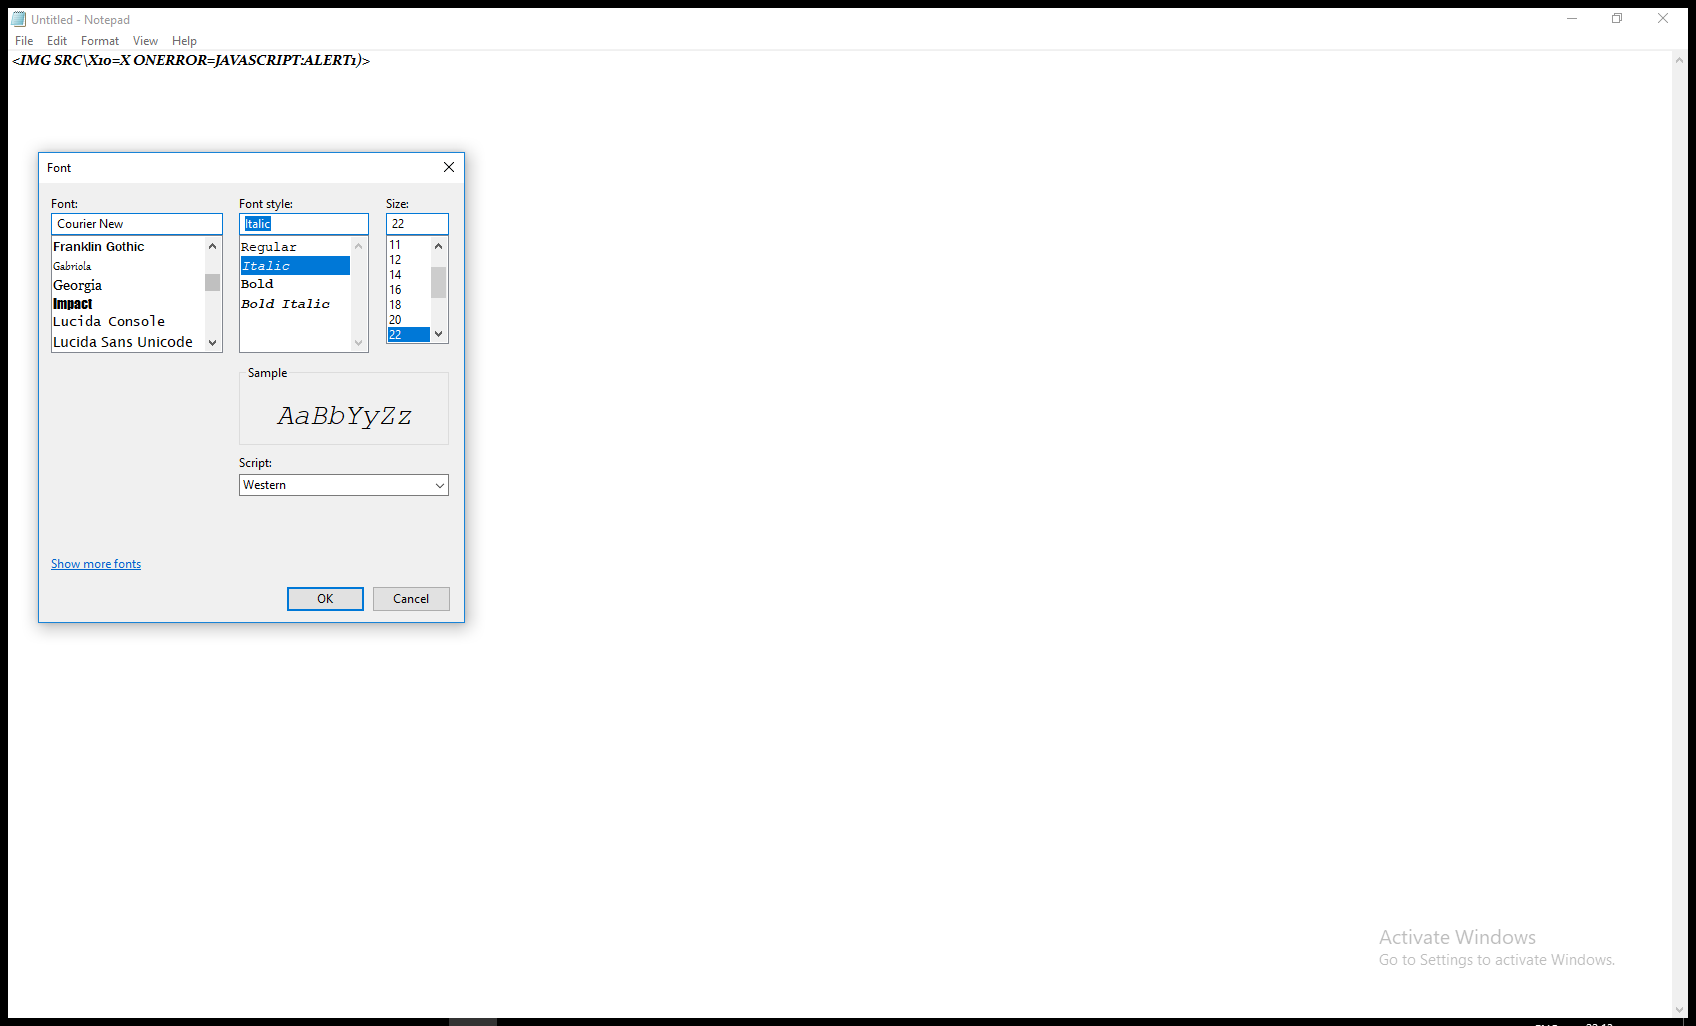 Untitled - Notepad
File Edit Format View Help
<IMG SRC\X10=X ONERROR=JAVASCRIPT:ALERT1)>
Font
Font: Font style: Size:
Courier New Italic 22
Franklin Gothic
Gabriola
Georgia
Impact
Lucida Console
Lucida Sans Unicode
Regular
Italic
Bold
Bold Italic
11
12
14
16
18
20
22
Sample
AaBbYyZz
Script:
Western
Show more fonts
OK Cancel
Activate Windows
Go to Settings to activate Windows.